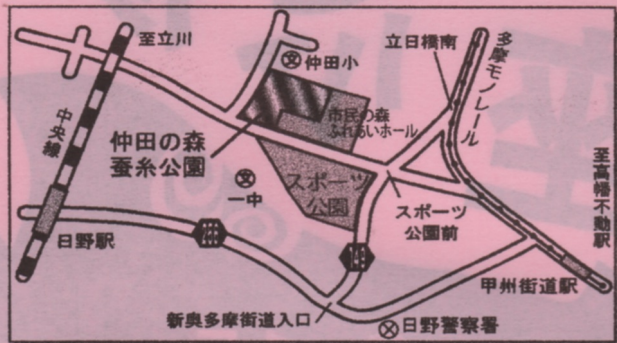 至立川
仲田小
立日橋南
多摩モノレール
中央線
市民の森
ふれあいホール
仲田の森
蚕糸公園
至高幡不動駅
スポーツ
公園
一中
スポーツ
公園前
日野駅
甲州街道駅
新奥多摩街道入口
日野警察署